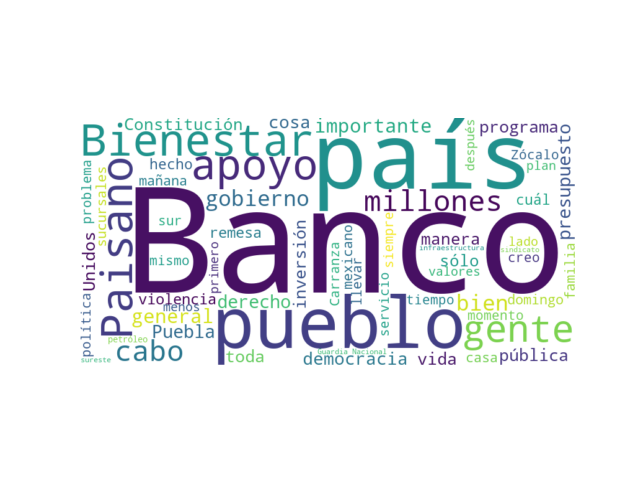 Constitución
cosa
importante
después
programa
Bienestar
país
Zócalo
plan
presupuesto
problema
sucursales
hecho
mañana
apoyo
Paisano
gobierno
millones
cuál
Unidos
sur
remesa
Banco
mismo
primero
inversión
carranza
mexicano
llevar
siempre
manera
lado
sindicato
creo
sólo
valores
infraestructura
familia
política
violencia
menos
derecho
general
Puebla
pueblo
servicio
tiempo
bien
domingo
momento
gente
petróleo
cabo
toda
Guardia Nacional
democracia
vida
casa
pública
sureste